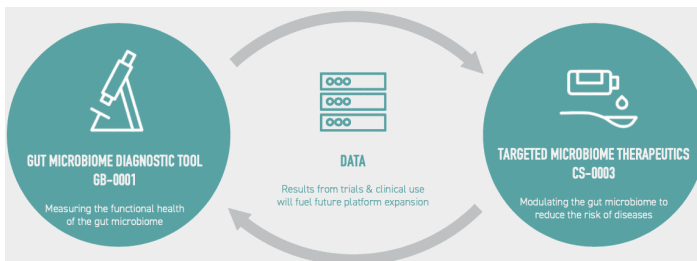 GUT MICROBIOME DIAGNOSTIC TOOL
GB-0001
Measuring the functional health
of the gut microbiome
DATA
Results from trials & clinical use
will fuel future platform expansion
TARGETED MICROBIOME THERAPEUTICS
CS-0003
Modulating the gut microbiome to
reduce the risk of diseases